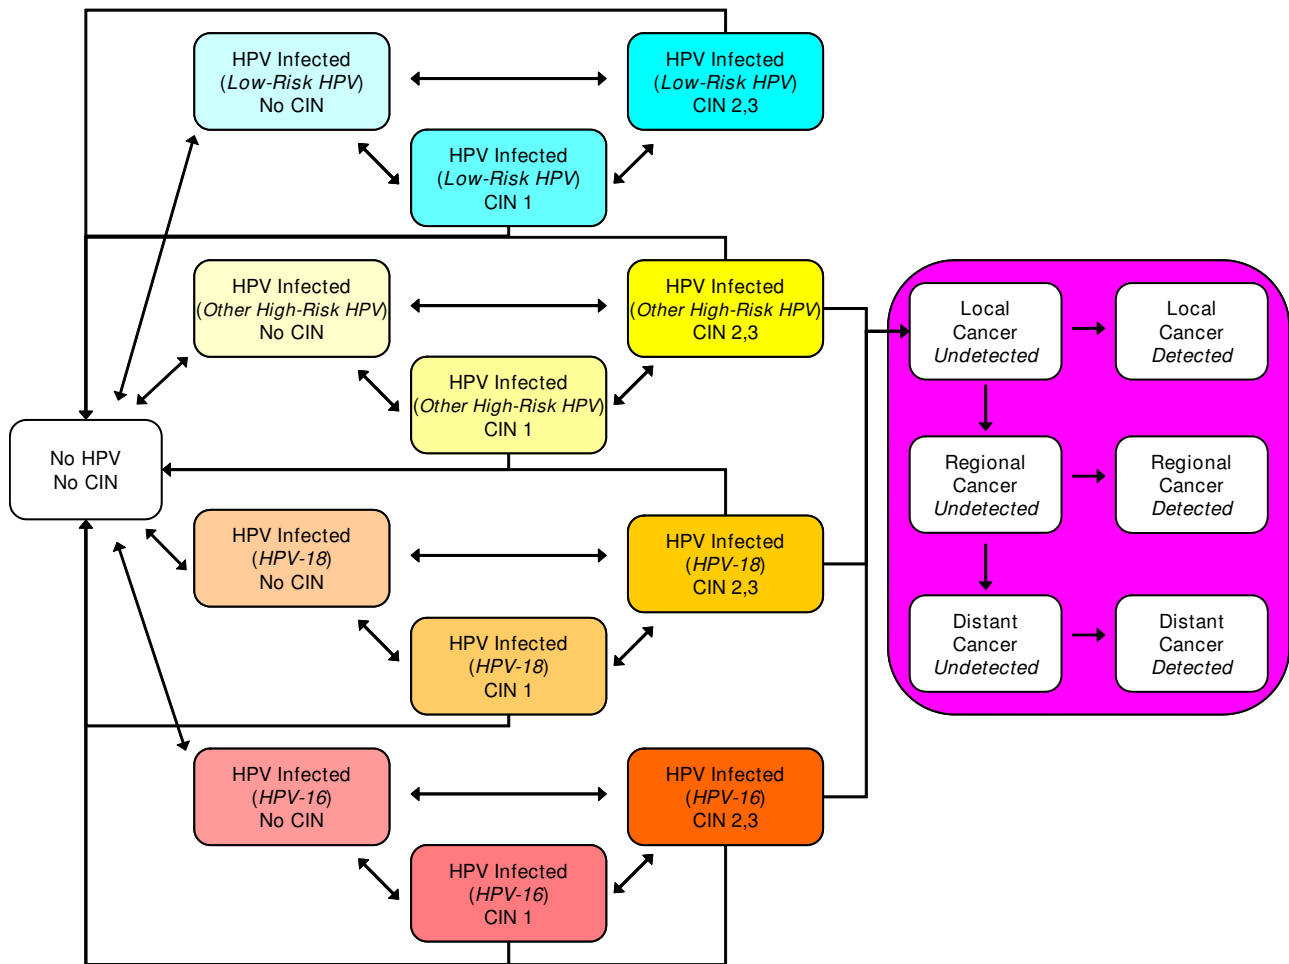 HPV Infected
(Low-Risk HPV)
No CIN
HPV Infected
(Low-Risk HPV)
CIN 2,3
HPV Infected
(Low-Risk HPV)
CIN 1
HPV Infected
(Other High-Risk HPV)
No CIN
HPV Infected
(Other High-Risk HPV)
CIN 2,3
HPV Infected
(Other High-Risk HPV)
CIN 1
No HPV
No CIN
HPV Infected
(HPV-18)
No CIN
HPV Infected
(HPV-18)
CIN 2,3
HPV Infected
(HPV-18)
CIN 1
HPV Infected
(HPV-16)
No CIN
HPV Infected
(HPV-16)
CIN 2,3
HPV Infected
(HPV-16)
CIN 1
Local
Cancer
Undetected
Local
Cancer
Detected
Regional
Cancer
Undetected
Regional
Cancer
Detected
Distant
Cancer
Undetected
Distant
Cancer
Detected